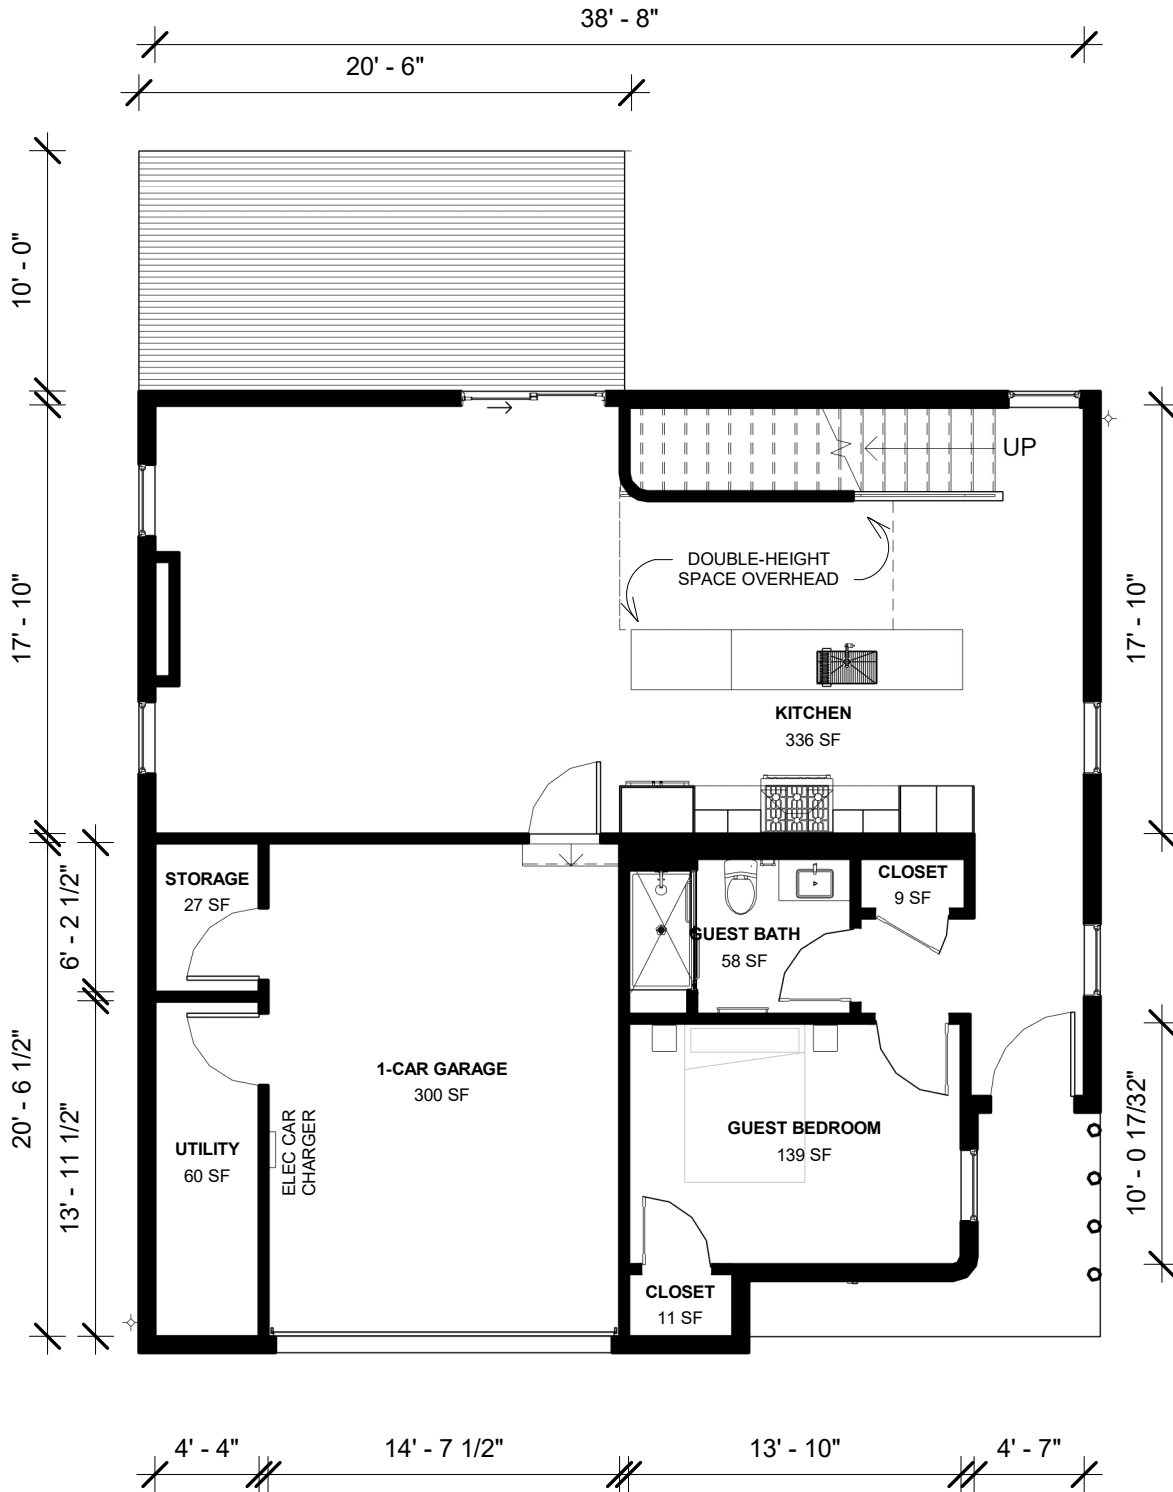 38' - 8"
20' - 6"
10' - 0"
UP
DOUBLE-HEIGHT
SPACE OVERHEAD
17' - 10"
17' - 10"
KITCHEN
336 SF
STORAGE
27 SF
CLOSET
9 SF
6' - 2 1/2"
GUEST BATH
58 SF
20' - 6 1/2"
1-CAR GARAGE
300 SF
10' - 0 17/32"
GUEST BEDROOM
139 SF
13' - 11 1/2"
UTILITY
60 SF
ELEC CAR
CHARGER
CLOSET
11 SF
4' - 4"
14' - 7 1/2"
13' - 10"
4' - 7"